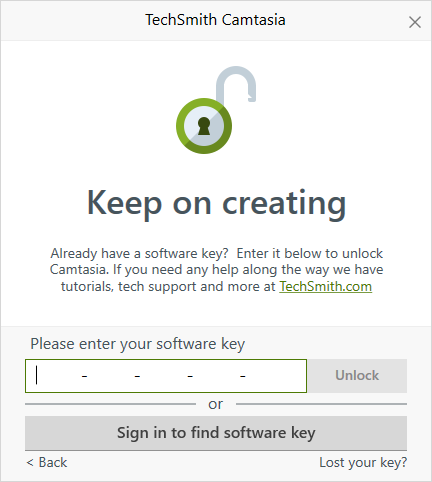 TechSmith Camtasia
Keep on creating
Already have a software key?  Enter it below to unlock
Camtasia. If you need any help along the way we have
tutorials, tech support and more at TechSmith.com
Please enter your software key
- - - -
Unlock
or
Sign in to find software key
< Back
Lost your key?